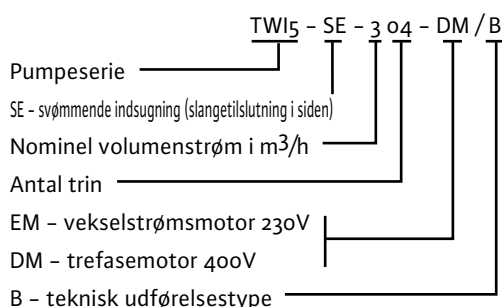 TWI5 - SE - 3 04 - DM / B
Pumpeserie
SE – svømmende indsugning (slangetilslutning i siden)
Nominel volumenstrøm i m³/h
Antal trin
EM – vekselstrømsmotor 230V
DM – trefasemotor 400V
B – teknisk udførelsestype